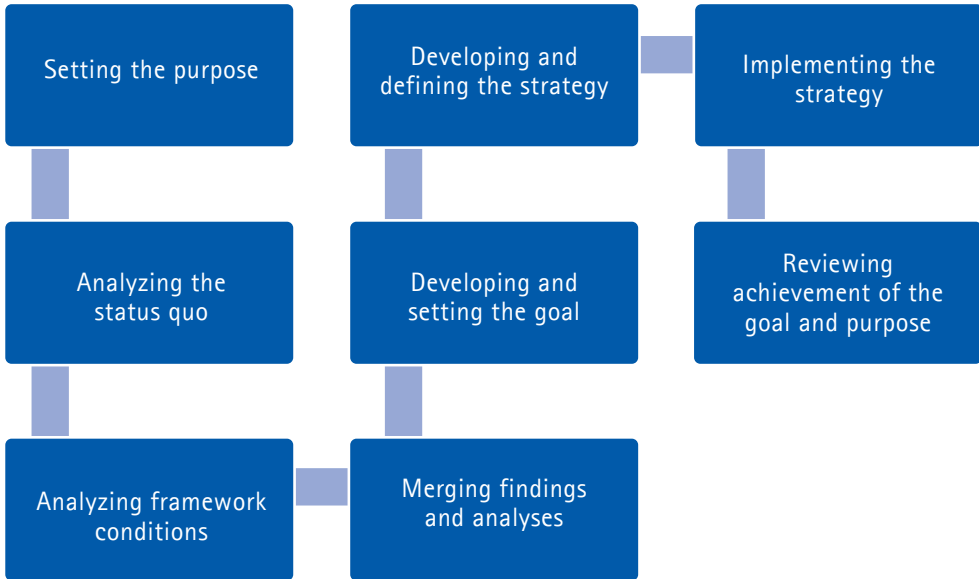 Setting the purpose
Analyzing the
status quo
Analyzing framework
conditions
Merging findings
and analyses
Developing and
setting the goal
Developing and
defining the strategy
Implementing the
strategy
Reviewing
achievement of the
goal and purpose